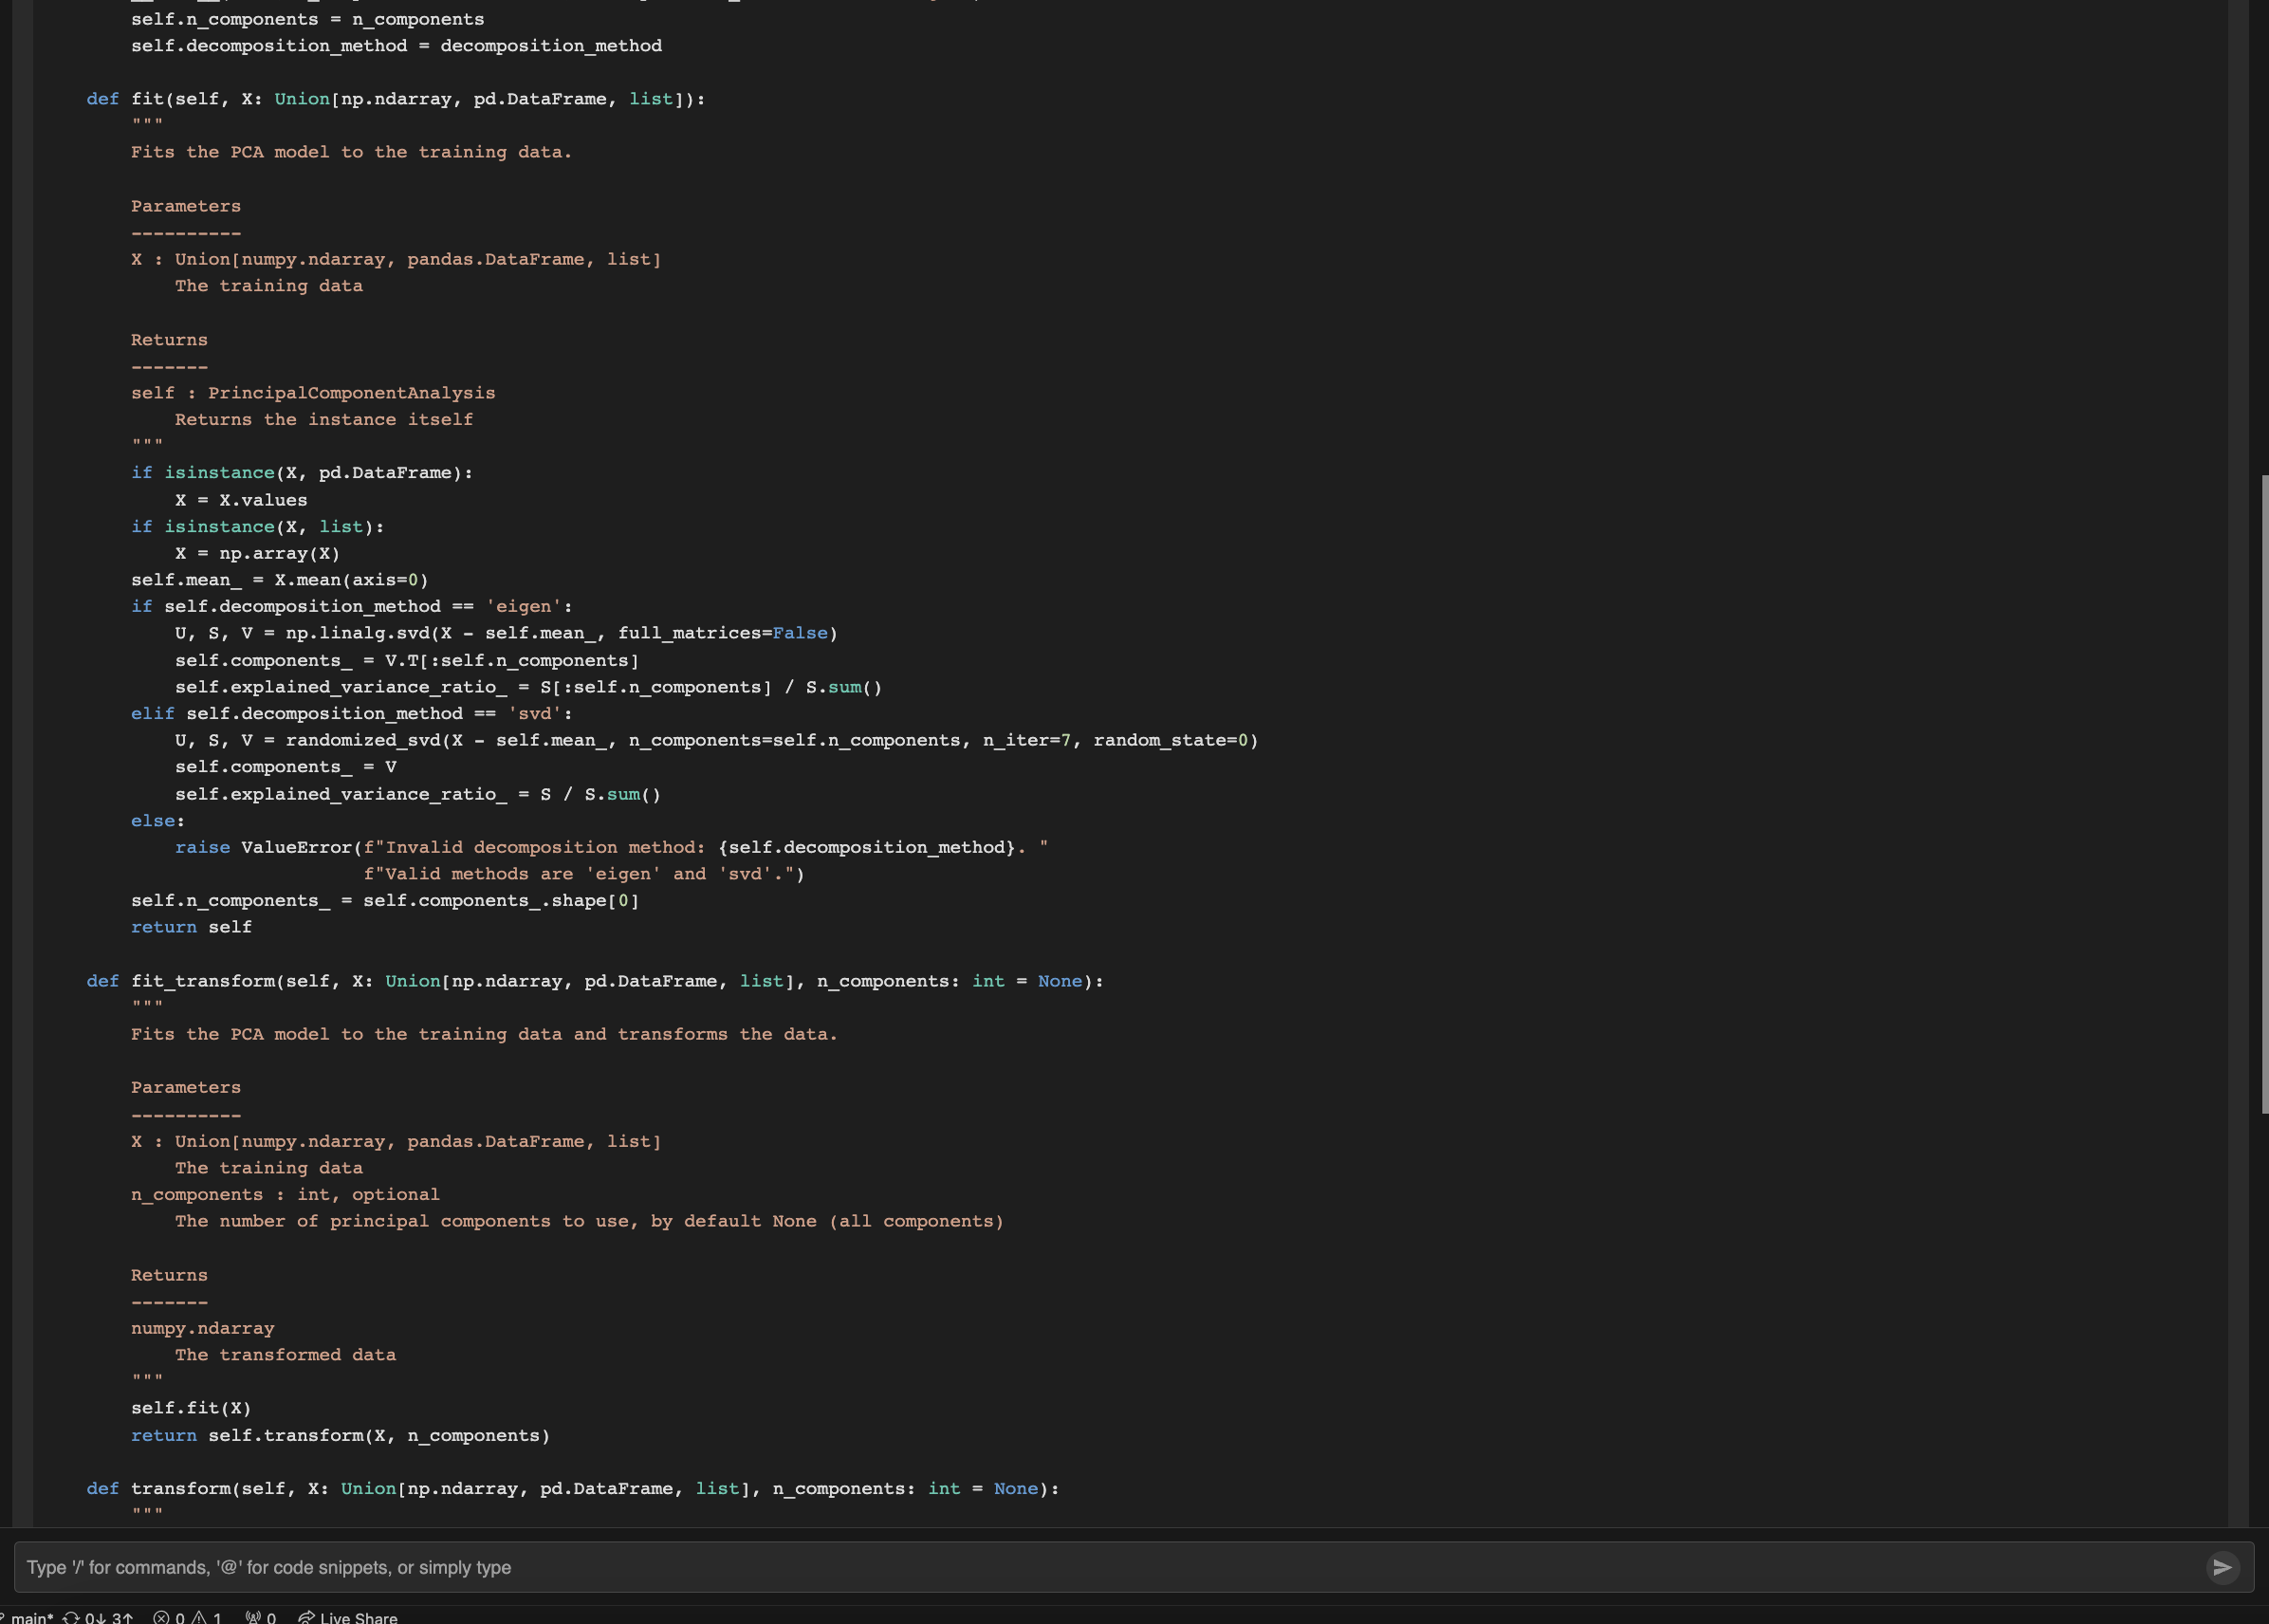 self.n_components = n_components
self.decomposition_method = decomposition_method
def fit(self, X: Union[np.ndarray, pd.DataFrame, list]):
"""
Fits the PCA model to the training data.
Parameters
----------
X : Union[numpy.ndarray, pandas.DataFrame, list]
The training data
Returns
-------
self : PrincipalComponentAnalysis
Returns the instance itself
"""
if isinstance(X, pd.DataFrame):
X = X.values
if isinstance(X, list):
X = np.array(X)
self.mean_ = X.mean(axis=0)
if self.decomposition_method == 'eigen':
U, S, V = np.linalg.svd(X - self.mean_, full_matrices=False)
self.components_ = V.T[:self.n_components]
self.explained_variance_ratio_ = S[:self.n_components] / S.sum()
elif self.decomposition_method == 'svd':
U, S, V = randomized_svd(X - self.mean_, n_components=self.n_components, n_iter=7, random_state=0)
self.components_ = V
self.explained_variance_ratio_ = S / S.sum()
else:
raise ValueError(f"Invalid decomposition method: {self.decomposition_method}. "
f"Valid methods are 'eigen' and 'svd'.")
self.n_components_ = self.components_.shape[0]
return self
def fit_transform(self, X: Union[np.ndarray, pd.DataFrame, list], n_components: int = None):
"""
Fits the PCA model to the training data and transforms the data.
Parameters
----------
X : Union[numpy.ndarray, pandas.DataFrame, list]
The training data
n_components : int, optional
The number of principal components to use, by default None (all components)
Returns
-------
numpy.ndarray
The transformed data
"""
self.fit(X)
return self.transform(X, n_components)
def transform(self, X: Union[np.ndarray, pd.DataFrame, list], n_components: int = None):
"""
Type '/' for commands, '@' for code snippets, or simply type
main* 0↓ 3↑ 0 1 0 Live Share